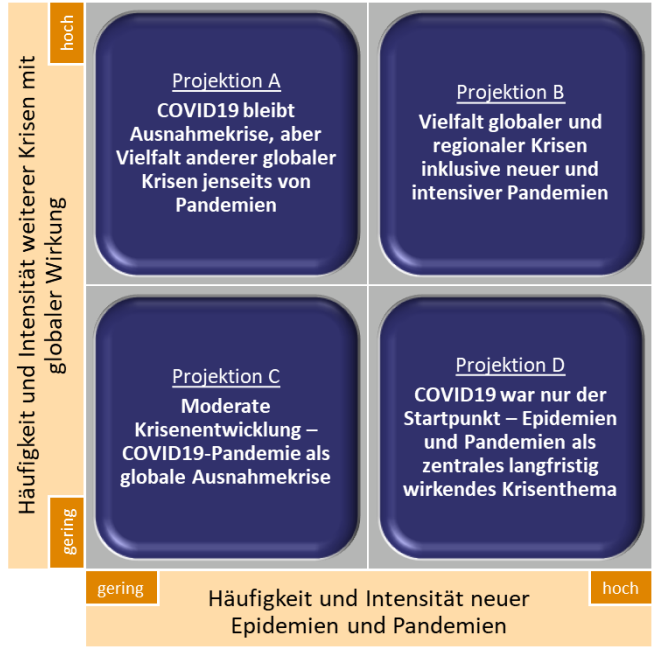 hoch
Häufigkeit und Intensität weiterer Krisen mit
globaler Wirkung
gering
Projektion A
COVID19 bleibt
Ausnahmekrise, aber
Vielfalt anderer globaler
Krisen jenseits von
Pandemien
Projektion B
Vielfalt globaler und
regionaler Krisen
inklusive neuer und
intensiver Pandemien
Projektion C
Moderate
Krisenentwicklung –
COVID19-Pandemie als
globale Ausnahmekrise
Projektion D
COVID19 war nur der
Startpunkt – Epidemien
und Pandemien als
zentrales langfristig
wirkendes Krisenthema
gering
Häufigkeit und Intensität neuer
Epidemien und Pandemien
hoch